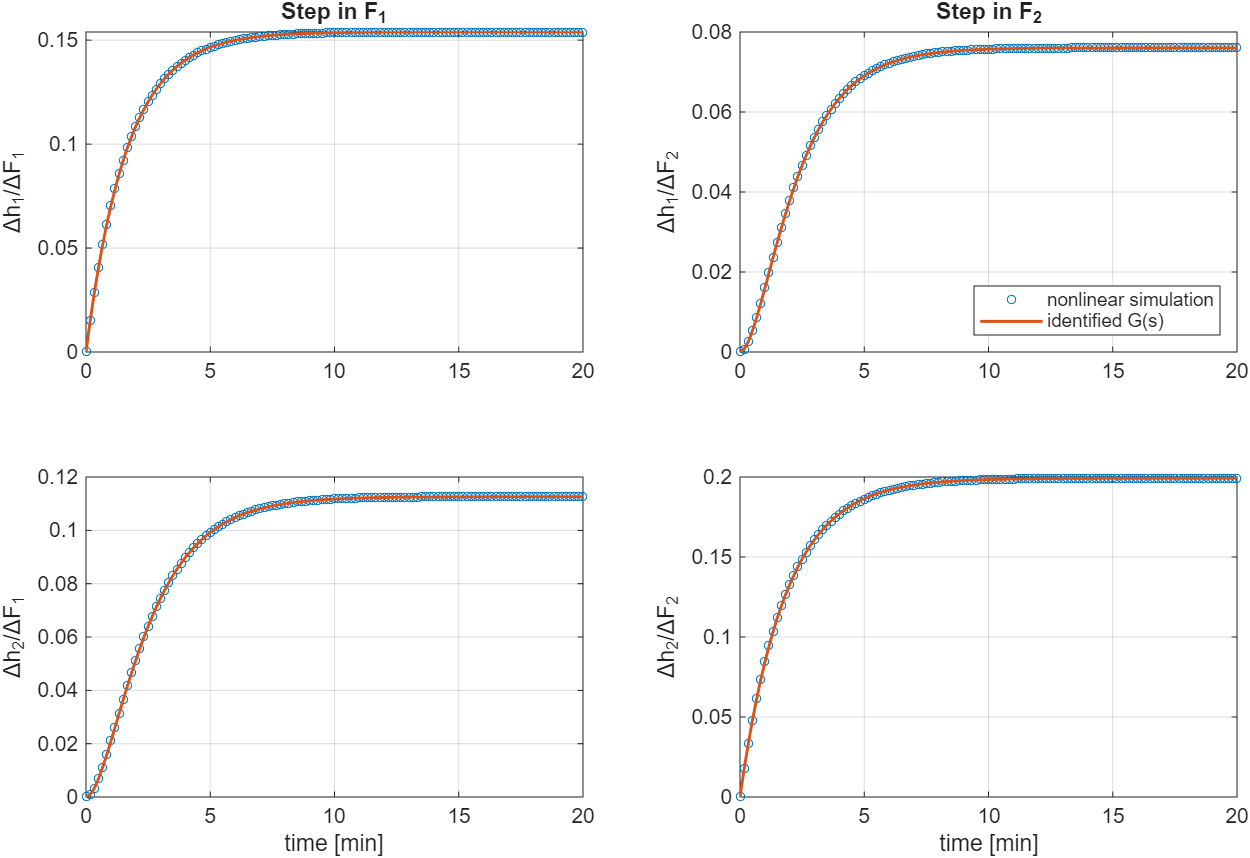 Step in F₁
0.15
0.1
0.05
0
Δh₁/ΔF₁
0 5 10 15 20
Step in F₂
0.08
0.06
0.04
0.02
0
Δh₁/ΔF₂
nonlinear simulation
identified G(s)
0 5 10 15 20
0.12
0.1
0.08
0.06
0.04
0.02
0
Δh₂/ΔF₁
0 5 10 15 20
time [min]
0.2
0.15
0.1
0.05
0
Δh₂/ΔF₂
0 5 10 15 20
time [min]